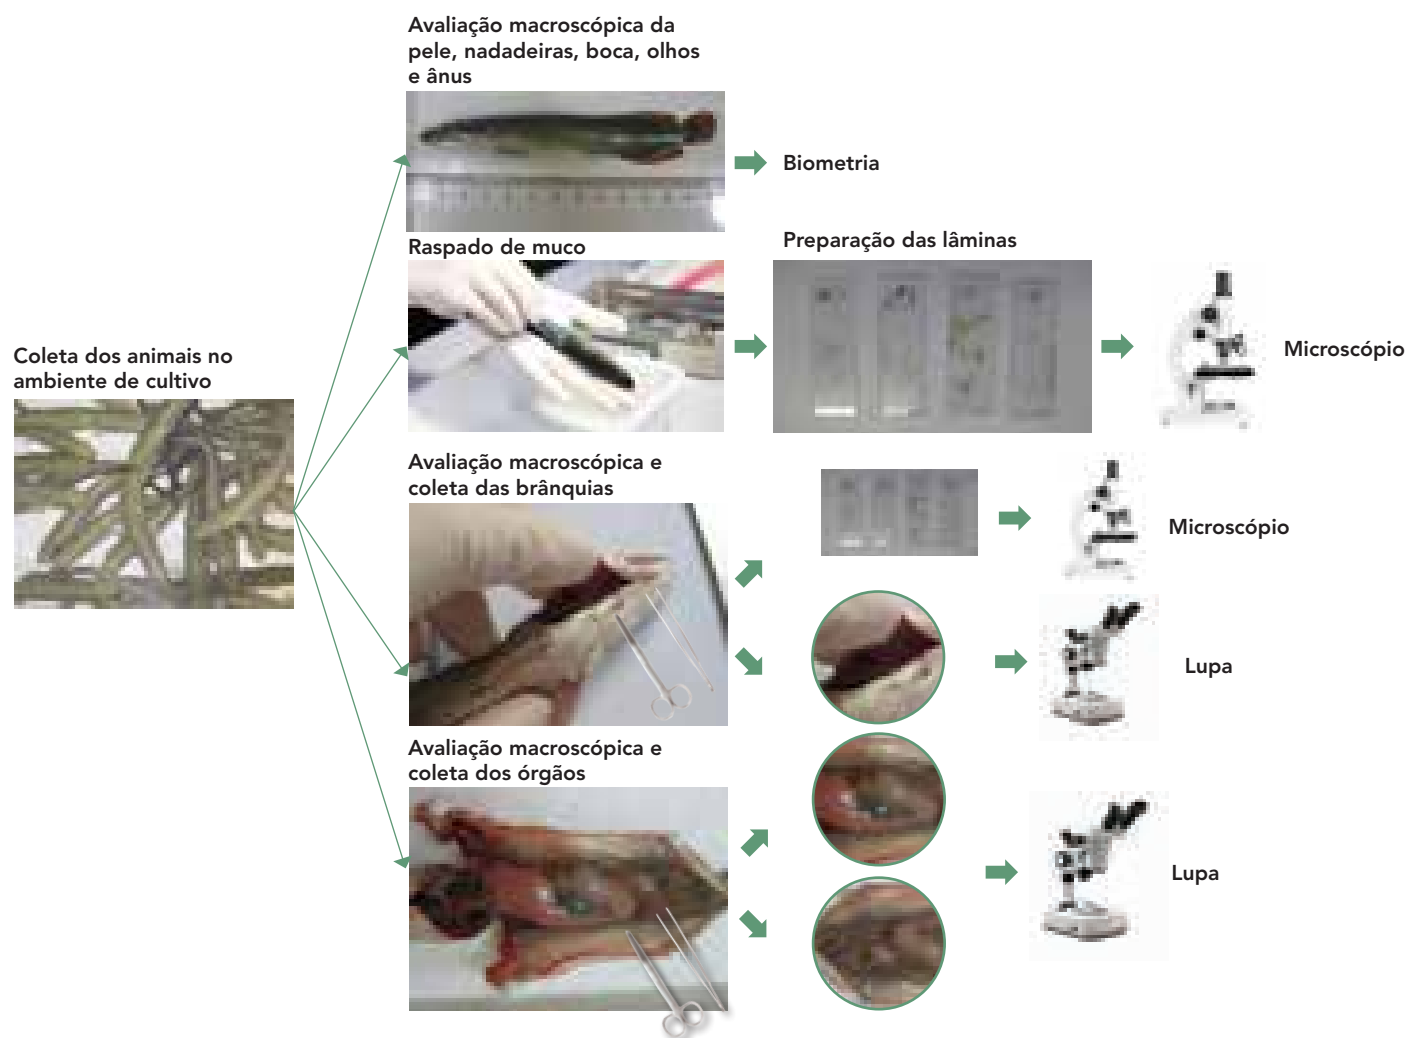 Avaliação macroscópica da
pele, nadadeiras, boca, olhos
e ânus
Biometria
Raspado de muco
Preparação das lâminas
Microscópio
Coleta dos animais no
ambiente de cultivo
Avaliação macroscópica e
coleta das brânquias
Microscópio
Lupa
Avaliação macroscópica e
coleta dos órgãos
Lupa